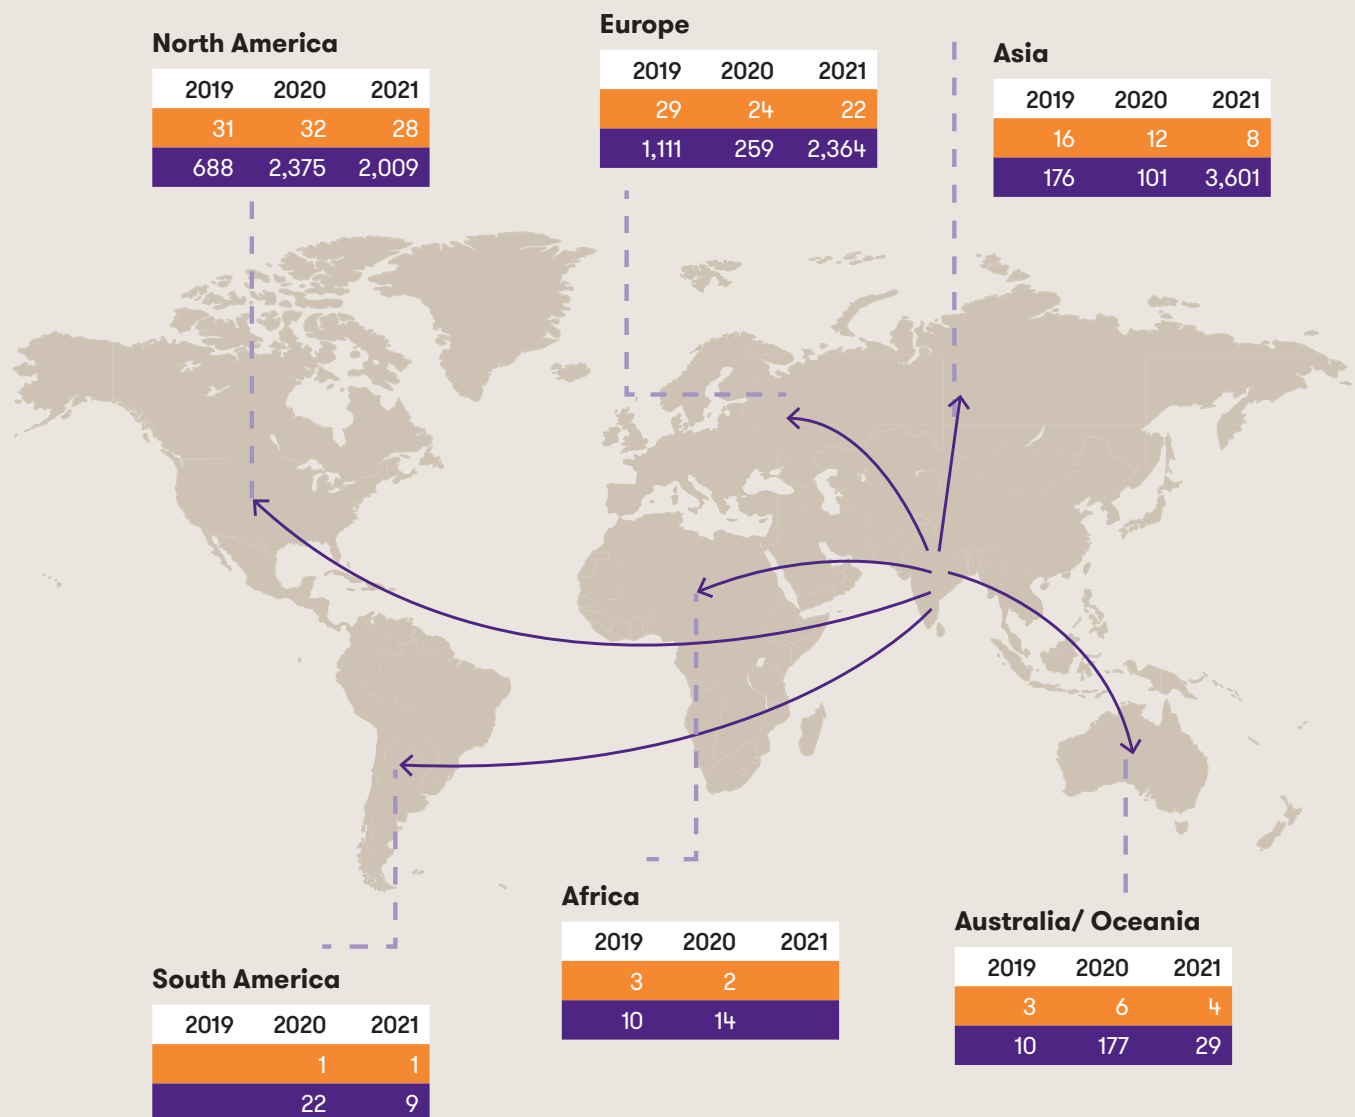 North America
2019 2020 2021
31 32 28
688 2,375 2,009
Europe
2019 2020 2021
29 24 22
1,111 259 2,364
Asia
2019 2020 2021
16 12 8
176 101 3,601
South America
2019 2020 2021
1 1
22 9
Africa
2019 2020 2021
3 2
10 14
Australia/ Oceania
2019 2020 2021
3 6 4
10 177 29